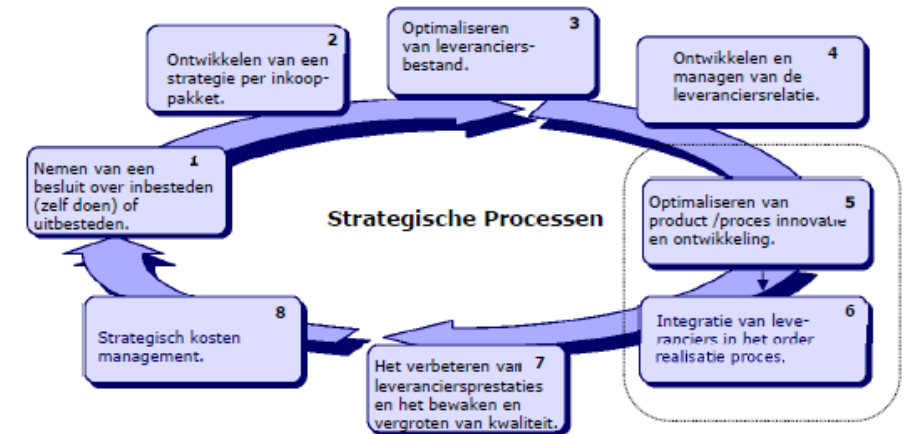 1
Nemen van een
besluit over inbesteden
(zelf doen) of
uitbesteden.
2
Ontwikkelen van een
strategie per inkoop-
pakket.
3
Optimaliseren
van leveranciers-
bestand.
4
Ontwikkelen en
managen van de
leveranciersrelatie.
Strategische Processen
5
Optimaliseren van
product /proces innovatie
en ontwikkeling.
6
Integratie van leve-
ranciers in het order
realisatie proces.
7
Het verbeteren van
leveranciersprestaties
en het bewaken en
vergroten van kwaliteit.
8
Strategisch kosten
management.